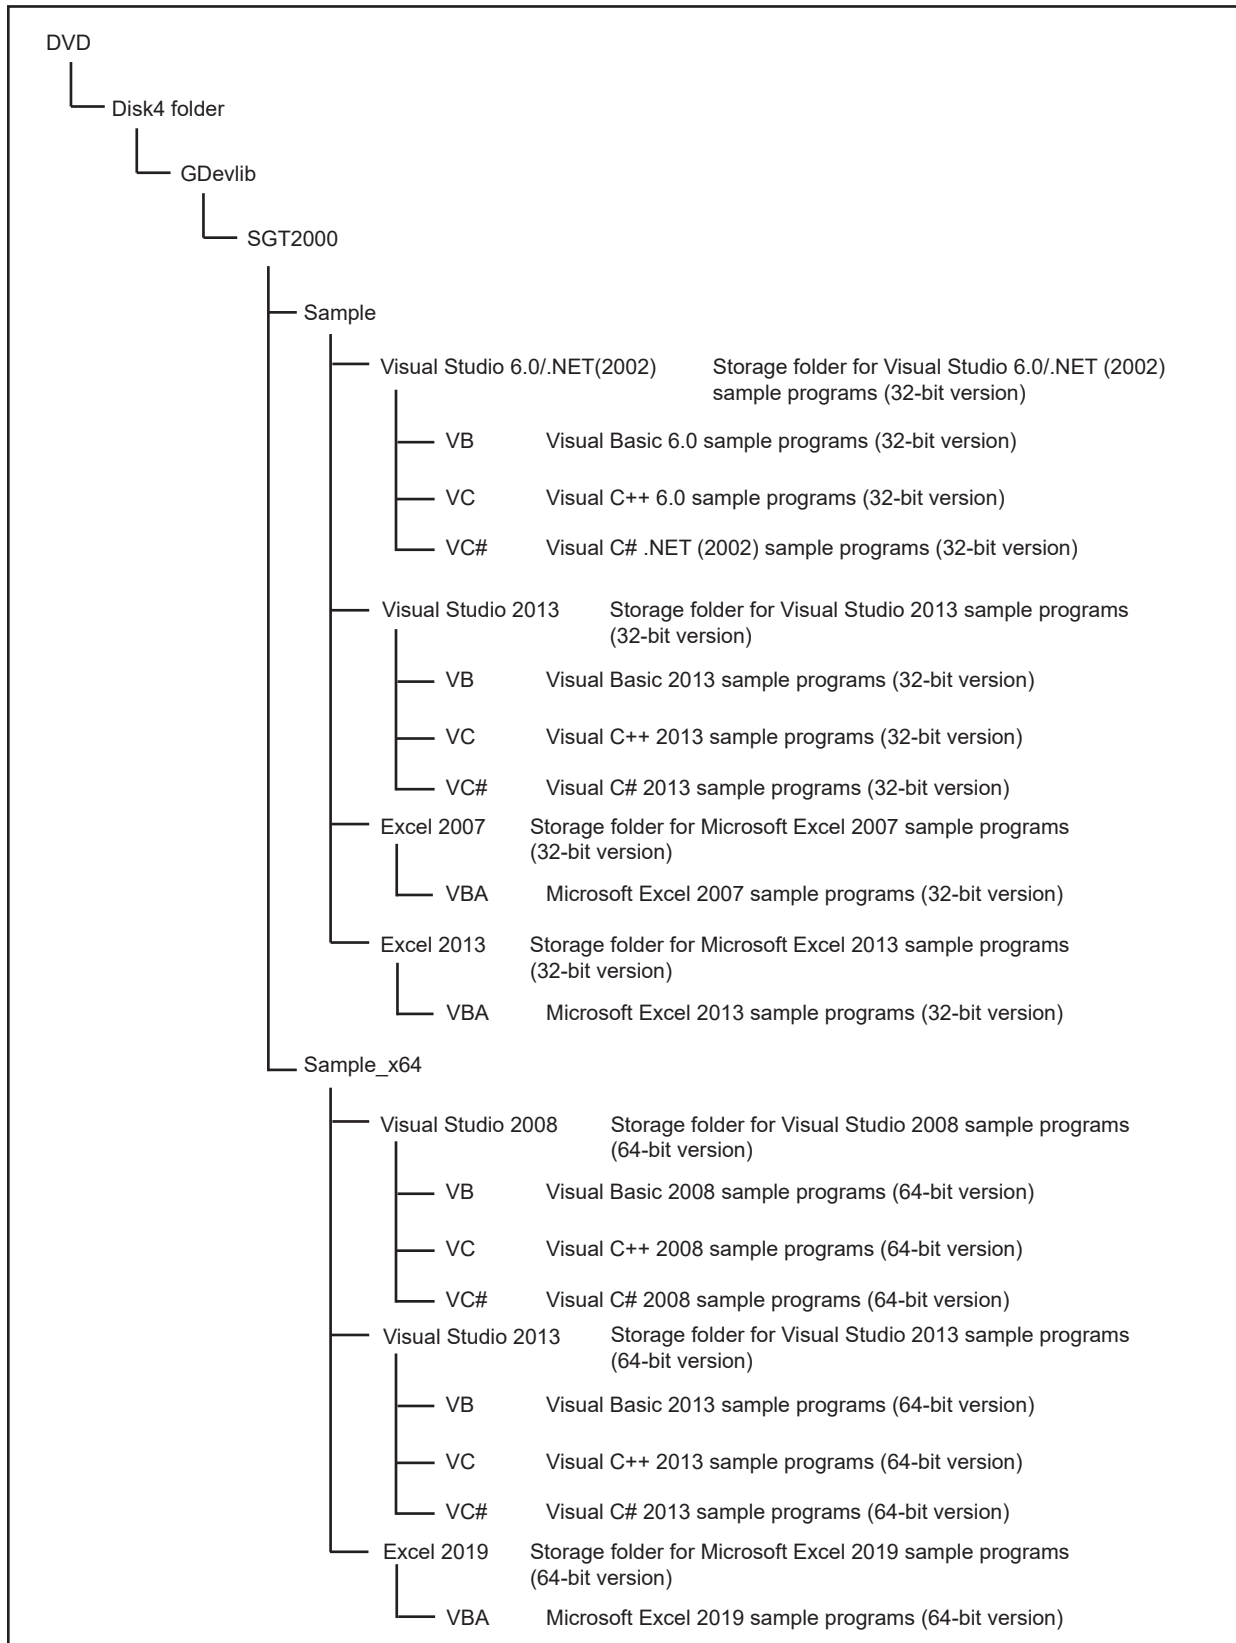 DVD
Disk4 folder
GDevlib
SGT2000
Sample
Visual Studio 6.0/.NET(2002) Storage folder for Visual Studio 6.0/.NET (2002)
sample programs (32-bit version)
VB Visual Basic 6.0 sample programs (32-bit version)
VC Visual C++ 6.0 sample programs (32-bit version)
VC# Visual C# .NET (2002) sample programs (32-bit version)
Visual Studio 2013 Storage folder for Visual Studio 2013 sample programs
(32-bit version)
VB Visual Basic 2013 sample programs (32-bit version)
VC Visual C++ 2013 sample programs (32-bit version)
VC# Visual C# 2013 sample programs (32-bit version)
Excel 2007 Storage folder for Microsoft Excel 2007 sample programs
(32-bit version)
VBA Microsoft Excel 2007 sample programs (32-bit version)
Excel 2013 Storage folder for Microsoft Excel 2013 sample programs
(32-bit version)
VBA Microsoft Excel 2013 sample programs (32-bit version)
Sample_x64
Visual Studio 2008 Storage folder for Visual Studio 2008 sample programs
(64-bit version)
VB Visual Basic 2008 sample programs (64-bit version)
VC Visual C++ 2008 sample programs (64-bit version)
VC# Visual C# 2008 sample programs (64-bit version)
Visual Studio 2013 Storage folder for Visual Studio 2013 sample programs
(64-bit version)
VB Visual Basic 2013 sample programs (64-bit version)
VC Visual C++ 2013 sample programs (64-bit version)
VC# Visual C# 2013 sample programs (64-bit version)
Excel 2019 Storage folder for Microsoft Excel 2019 sample programs
(64-bit version)
VBA Microsoft Excel 2019 sample programs (64-bit version)